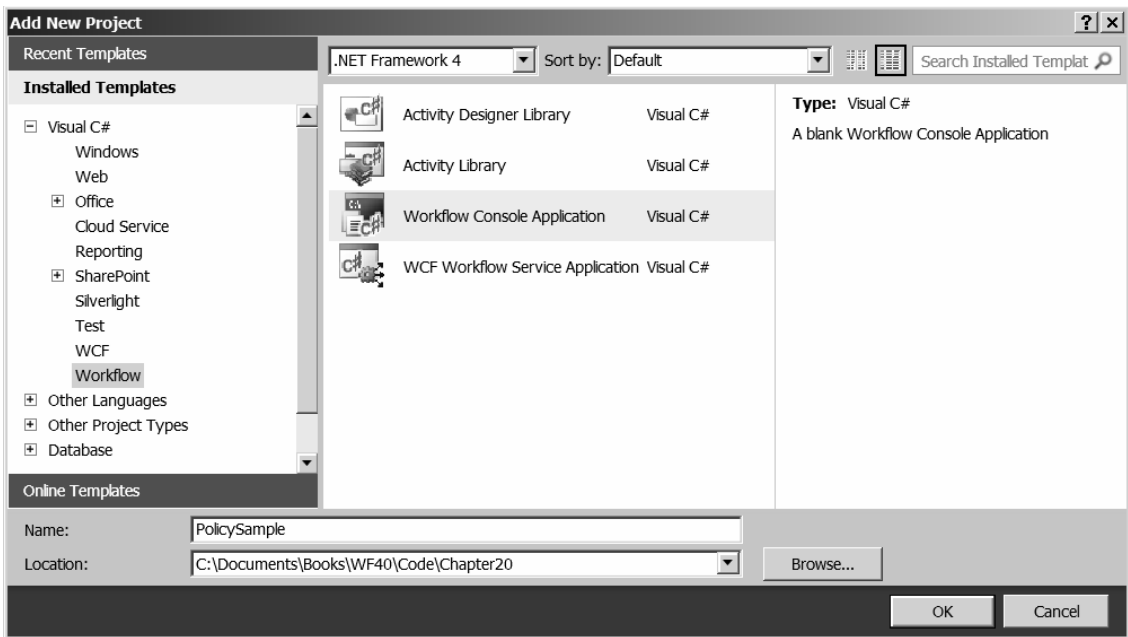 Add New Project
Recent Templates
Installed Templates
Visual C#
Windows
Web
Office
Cloud Service
Reporting
SharePoint
Silverlight
Test
WCF
Workflow
Other Languages
Other Project Types
Database
Online Templates
.NET Framework 4
Sort by: Default
Search Installed Templat
Activity Designer Library Visual C#
Activity Library Visual C#
Workflow Console Application Visual C#
WCF Workflow Service Application Visual C#
Type: Visual C#
A blank Workflow Console Application
Name: PolicySample
Location: C:\Documents\Books\WF40\Code\Chapter20
Browse...
OK Cancel